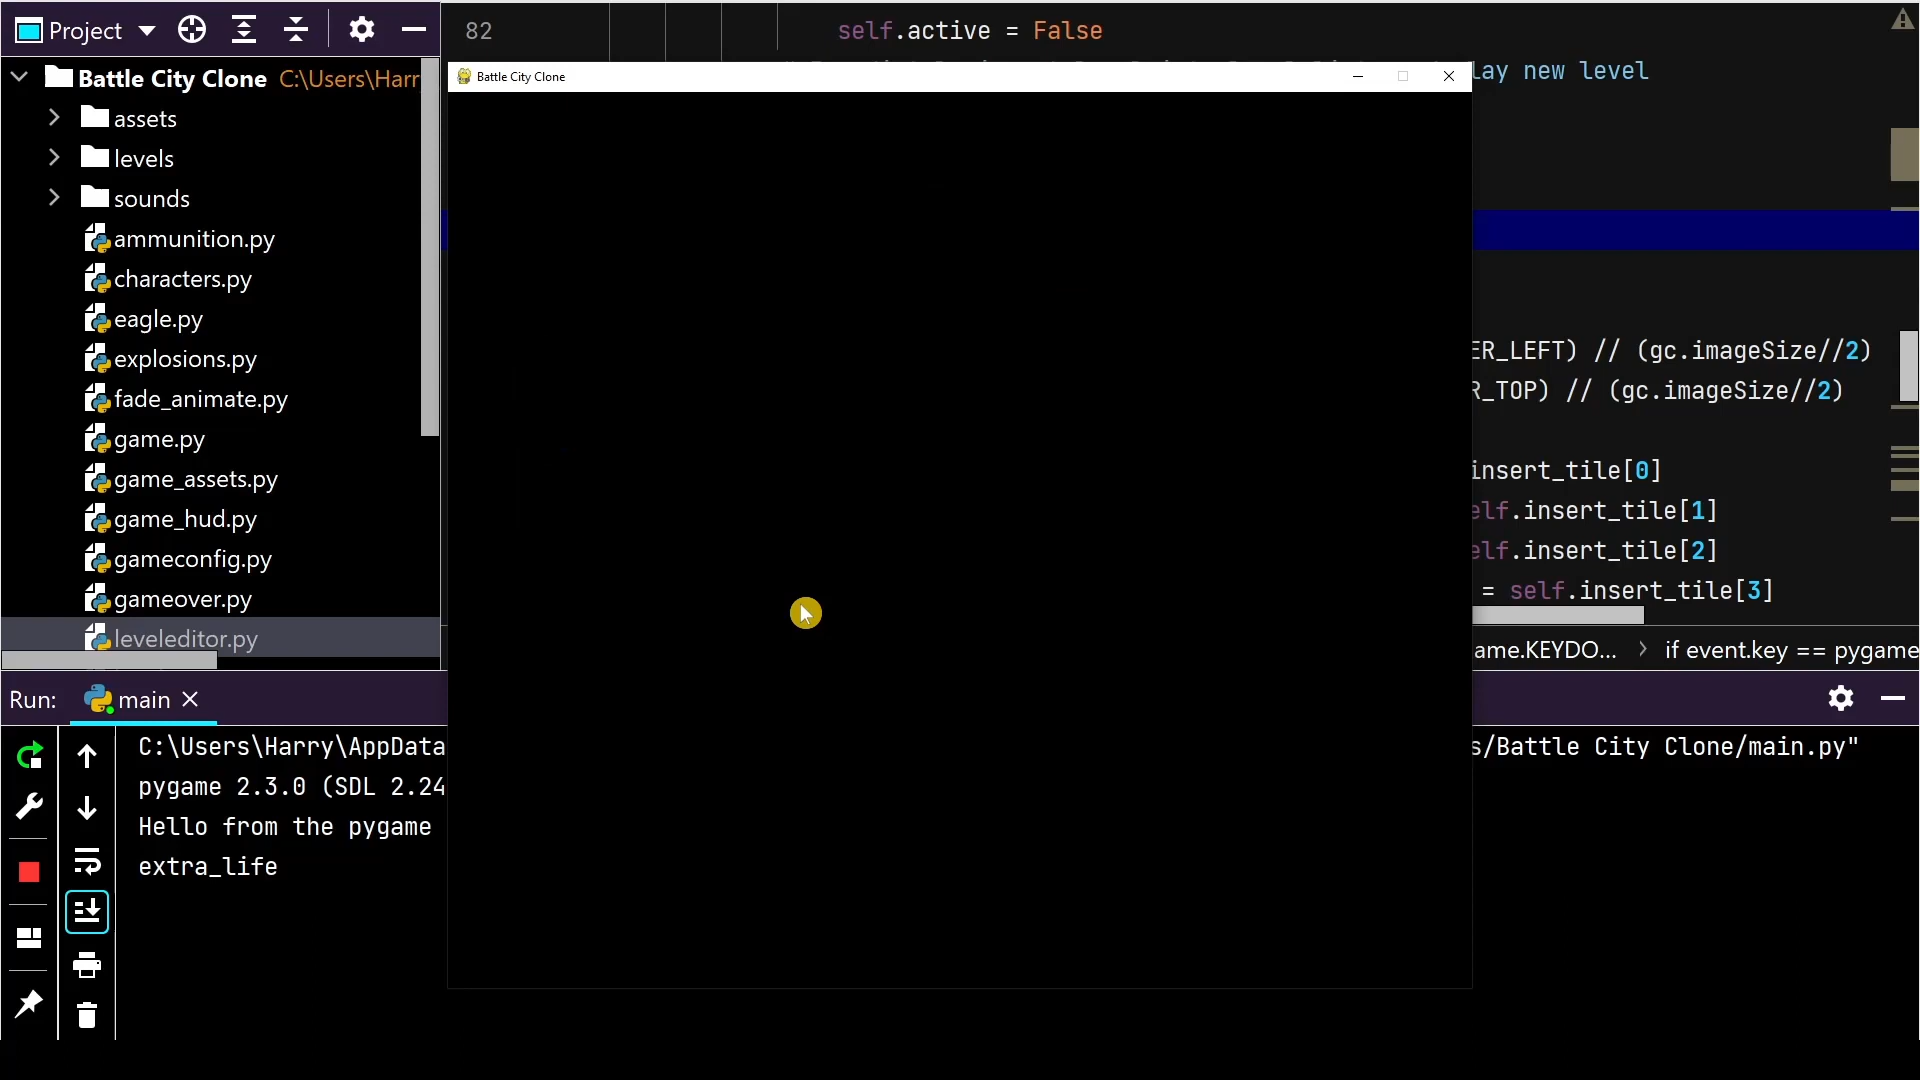 Project
82
self.active = False
Battle City Clone C:\Users\Harr
Battle City Clone
lay new level
assets
levels
sounds
ammunition.py
characters.py
eagle.py
ER_LEFT) // (gc.imageSize//2)
explosions.py
R_TOP) // (gc.imageSize//2)
fade_animate.py
game.py
insert_tile[0]
game_assets.py
elf.insert_tile[1]
game_hud.py
elf.insert_tile[2]
gameconfig.py
= self.insert_tile[3]
gameover.py
leveleditor.py
ame.KEYDO... > if event.key == pygame
Run: main
C:\Users\Harry\AppData
s/Battle City Clone/main.py"
pygame 2.3.0 (SDL 2.24
Hello from the pygame
extra_life